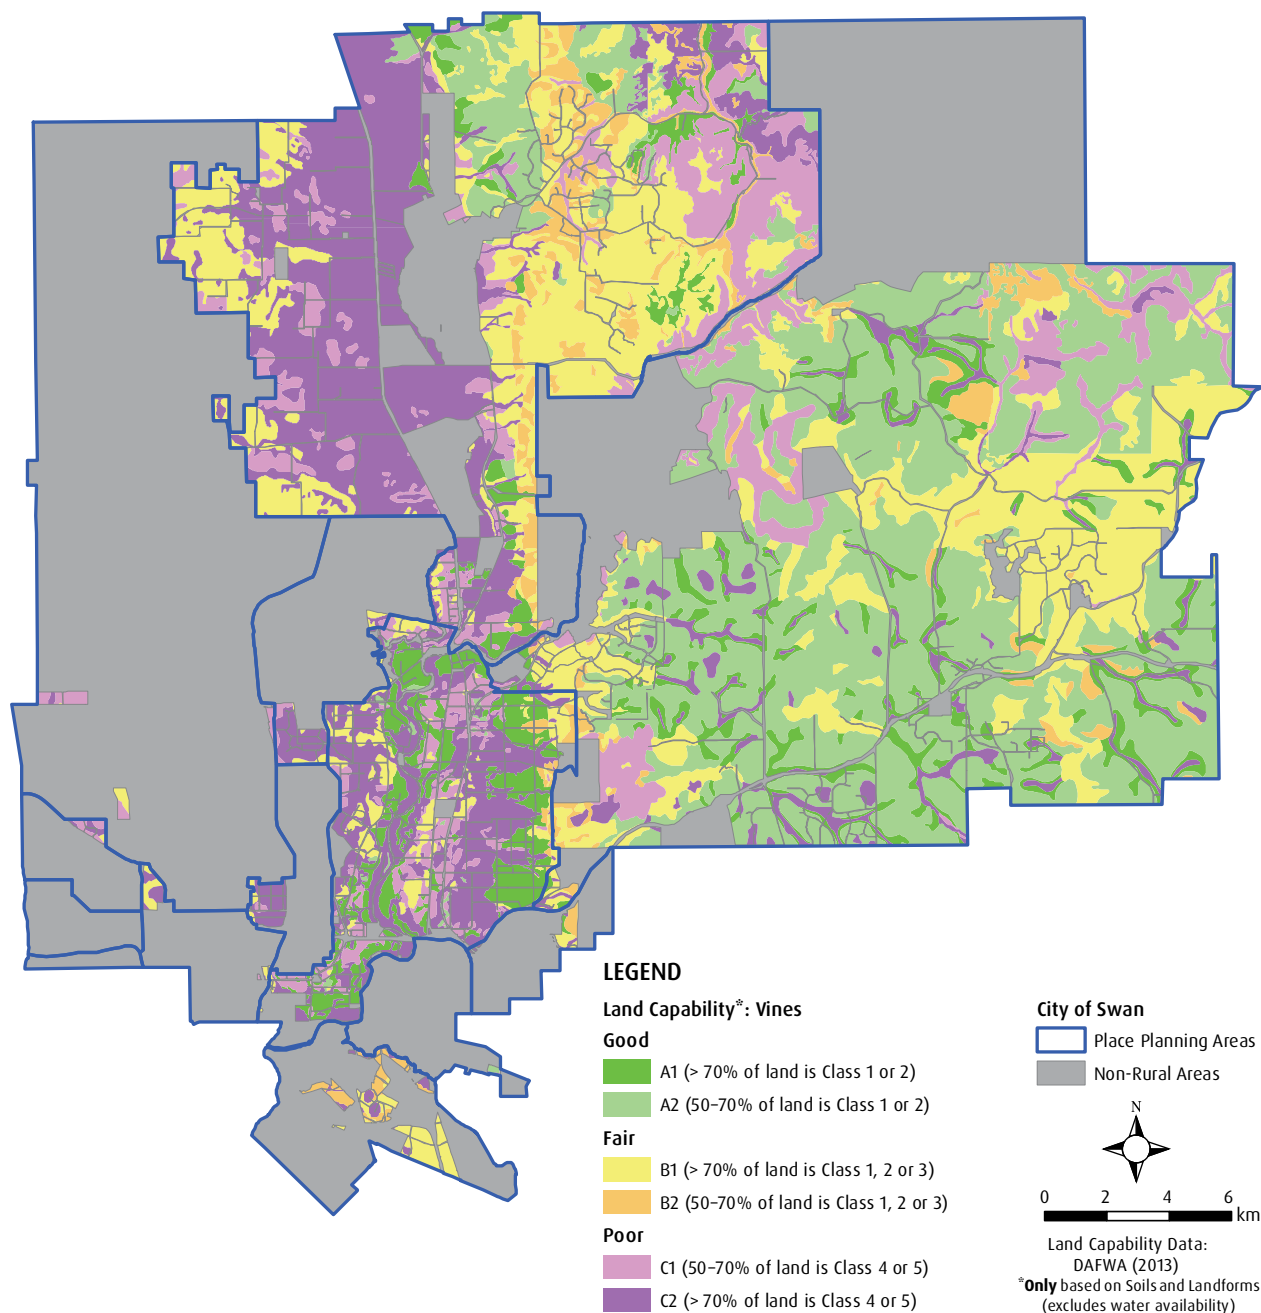 LEGEND
Land Capability*: Vines
Good
A1 (> 70% of land is Class 1 or 2)
A2 (50–70% of land is Class 1 or 2)
Fair
B1 (> 70% of land is Class 1, 2 or 3)
B2 (50–70% of land is Class 1, 2 or 3)
Poor
C1 (50–70% of land is Class 4 or 5)
C2 (> 70% of land is Class 4 or 5)
City of Swan
Place Planning Areas
Non-Rural Areas
N
0 2 4 6
km
Land Capability Data:
DAFWA (2013)
*Only based on Soils and Landforms
(excludes water availability)